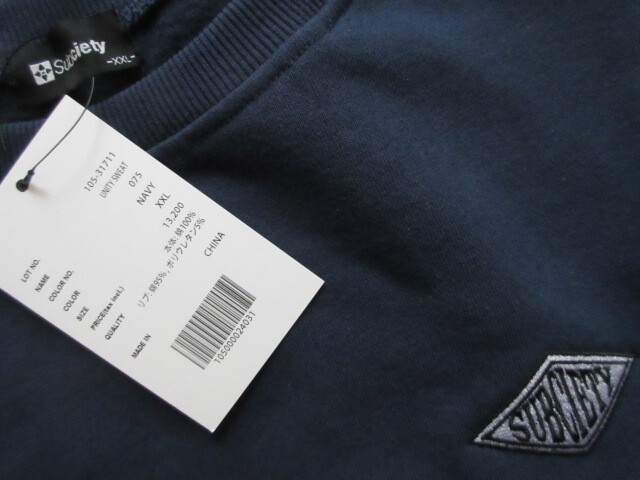 Subciety
-XXL-
LOT NO. 105-31711
NAME UNITY SWEAT
COLOR NO. 075
COLOR NAVY
SIZE XXL
PRICE(tax incl.) 13,200
QUALITY 本体:綿100%
リブ:綿95%,ポリウレタン5%
MADE IN CHINA
105000024031
SUBCIETY